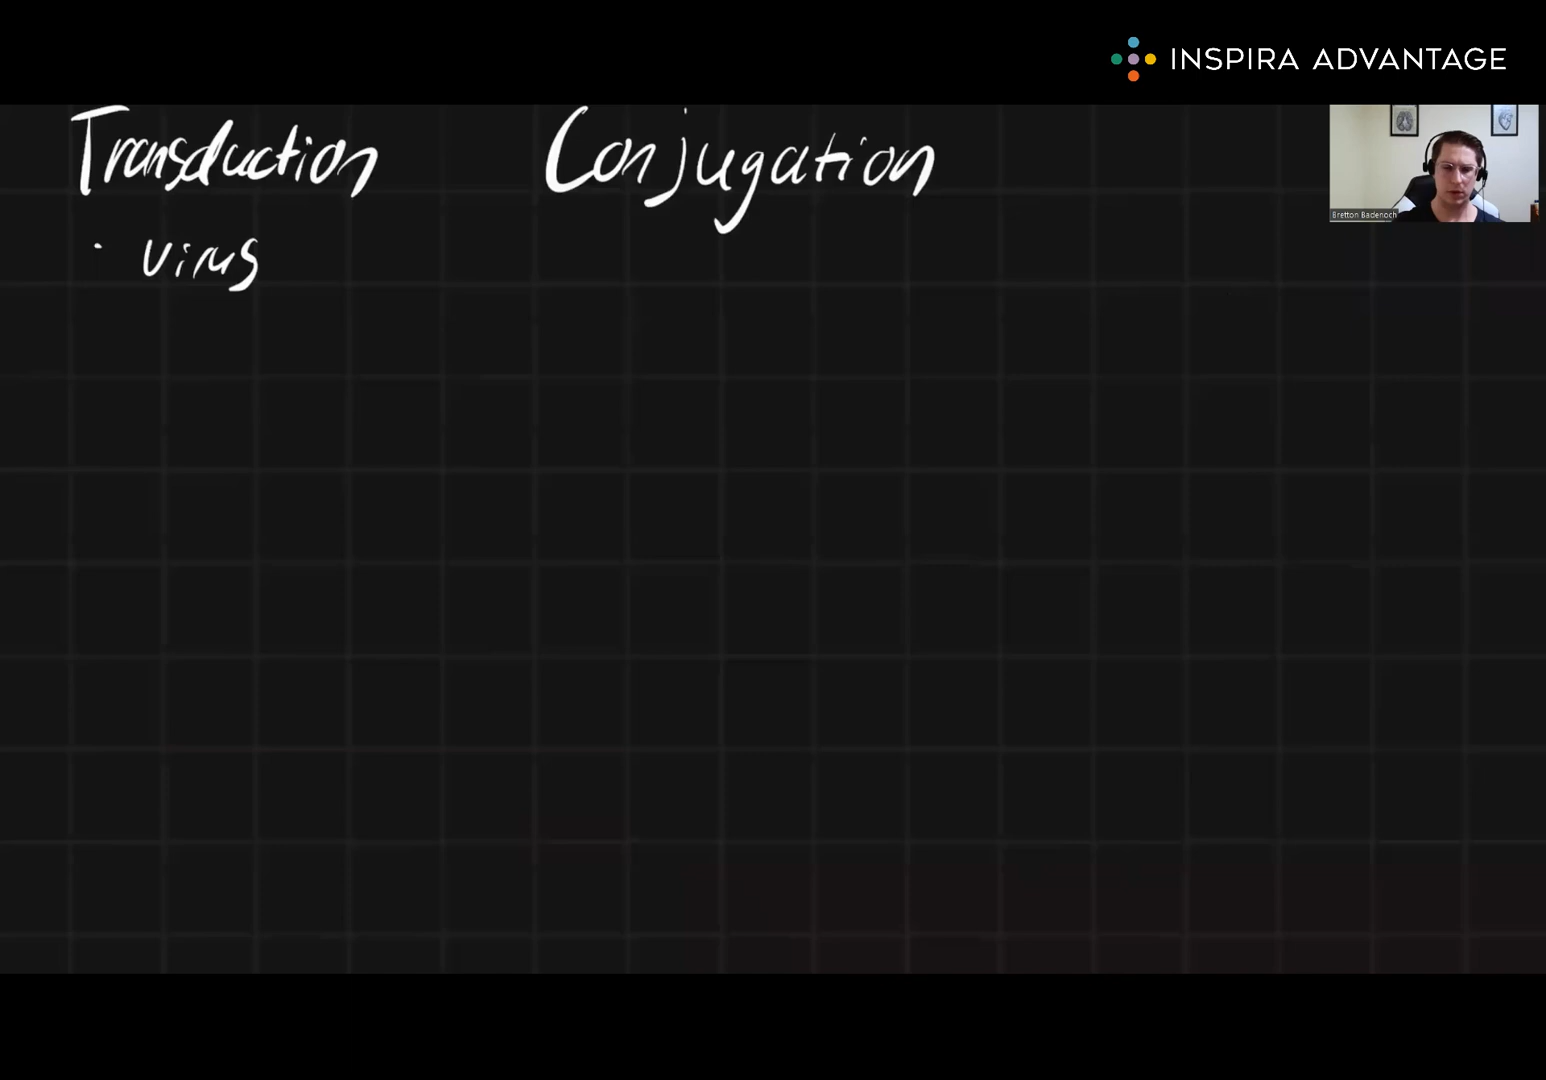 INSPIRA ADVANTAGE
Transduction
Conjugation
Bretton Badenoch
· virus